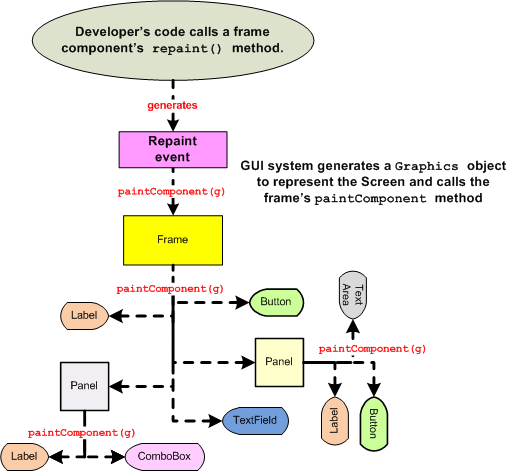 Developer's code calls a frame
component's repaint() method.
generates
Repaint
event
GUI system generates a Graphics object
to represent the Screen and calls the
frame's paintComponent method
paintComponent(g)
Frame
paintComponent(g)
Button
Text
Area
Label
paintComponent(g)
Panel
Panel
Label
Button
TextField
paintComponent(g)
Label
ComboBox